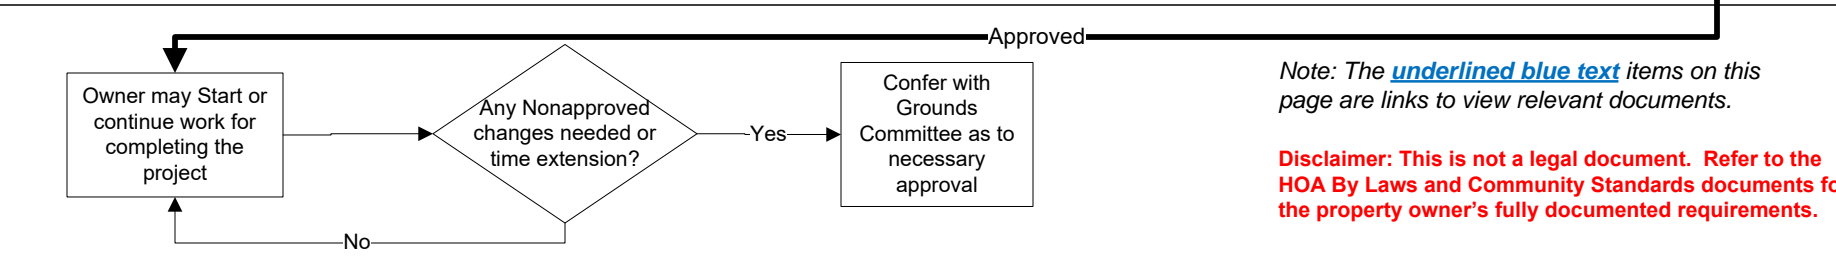 Approved
Owner may Start or
continue work for
completing the
project
Any Nonapproved
changes needed or
time extension?
Yes
Confer with
Grounds
Committee as to
necessary
approval
No
Note: The underlined blue text items on this
page are links to view relevant documents.
Disclaimer: This is not a legal document.  Refer to the
HOA By Laws and Community Standards documents fo
the property owner’s fully documented requirements.